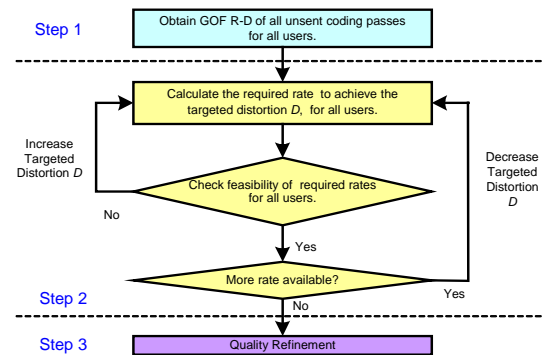 Step 1
Obtain GOF R-D of all unsent coding passes
for all users.
Calculate the required rate to achieve the
targeted distortion D, for all users.
Increase
Targeted
Distortion D
Decrease
Targeted
Distortion
D
Check feasibility of required rates
for all users.
No
Yes
More rate available?
Yes
Step 2
No
Step 3
Quality Refinement